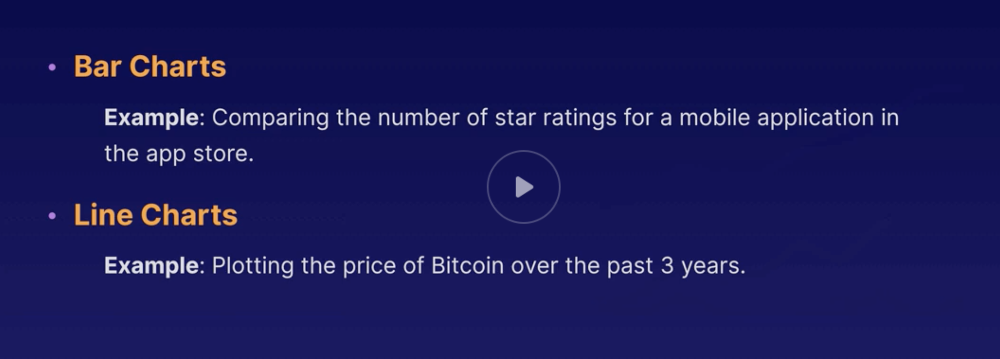 • Bar Charts
Example: Comparing the number of star ratings for a mobile application in
the app store.
• Line Charts
Example: Plotting the price of Bitcoin over the past 3 years.